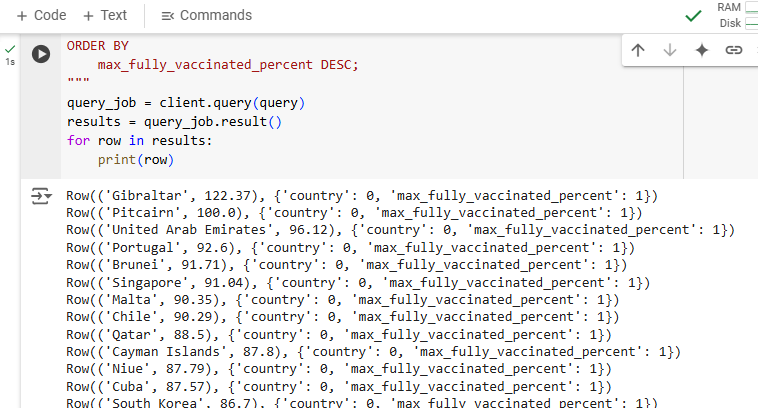 + Code + Text Commands RAM
Disk
1s
ORDER BY
max_fully_vaccinated_percent DESC;
"""
query_job = client.query(query)
results = query_job.result()
for row in results:
print(row)
Row(('Gibraltar', 122.37), {'country': 0, 'max_fully_vaccinated_percent': 1})
Row(('Pitcairn', 100.0), {'country': 0, 'max_fully_vaccinated_percent': 1})
Row(('United Arab Emirates', 96.12), {'country': 0, 'max_fully_vaccinated_percent': 1})
Row(('Portugal', 92.6), {'country': 0, 'max_fully_vaccinated_percent': 1})
Row(('Brunei', 91.71), {'country': 0, 'max_fully_vaccinated_percent': 1})
Row(('Singapore', 91.04), {'country': 0, 'max_fully_vaccinated_percent': 1})
Row(('Malta', 90.35), {'country': 0, 'max_fully_vaccinated_percent': 1})
Row(('Chile', 90.29), {'country': 0, 'max_fully_vaccinated_percent': 1})
Row(('Qatar', 88.5), {'country': 0, 'max_fully_vaccinated_percent': 1})
Row(('Cayman Islands', 87.8), {'country': 0, 'max_fully_vaccinated_percent': 1})
Row(('Niue', 87.79), {'country': 0, 'max_fully_vaccinated_percent': 1})
Row(('Cuba', 87.57), {'country': 0, 'max_fully_vaccinated_percent': 1})
Row(('South Korea', 86.7), {'country': 0, 'max_fully_vaccinated_percent': 1})